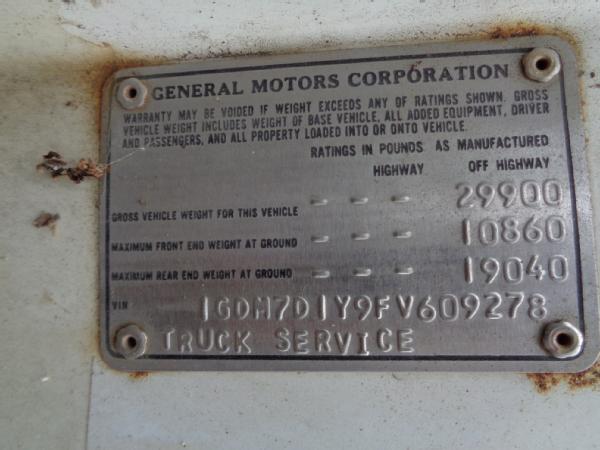 GENERAL MOTORS CORPORATION
WARRANTY MAY BE VOIDED IF WEIGHT EXCEEDS ANY OF RATINGS SHOWN. GROSS
VEHICLE WEIGHT INCLUDES WEIGHT OF BASE VEHICLE, ALL ADDED EQUIPMENT, DRIVER
AND PASSENGERS, AND ALL PROPERTY LOADED INTO OR ONTO VEHICLE.
RATINGS IN POUNDS AS MANUFACTURED
HIGHWAY OFF HIGHWAY
GROSS VEHICLE WEIGHT FOR THIS VEHICLE - - - 29900
MAXIMUM FRONT END WEIGHT AT GROUND - - - 10860
MAXIMUM REAR END WEIGHT AT GROUND - - - 19040
VIN 1GDM7D1Y9FV609278
TRUCK SERVICE